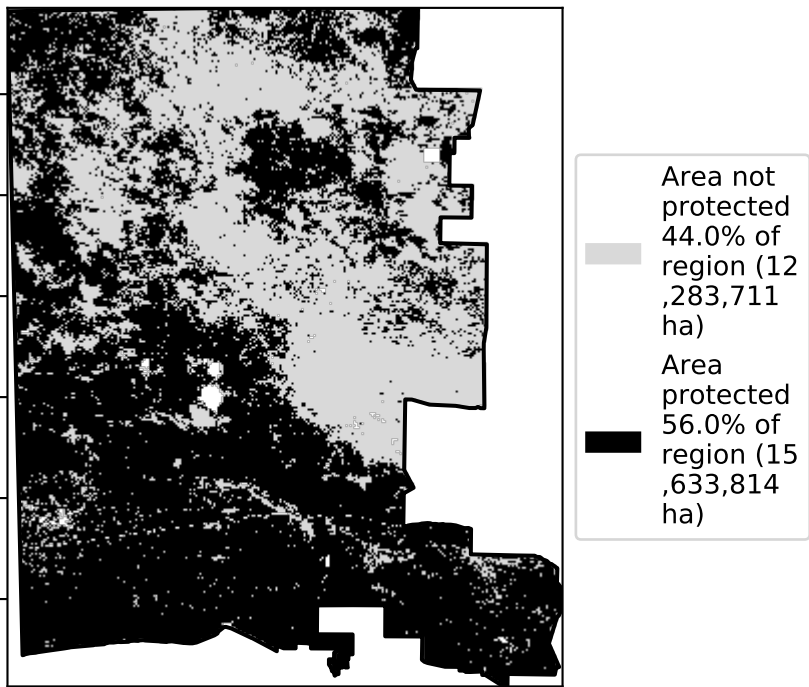 Area not
protected
44.0% of
region (12
,283,711
ha)
Area
protected
56.0% of
region (15
,633,814
ha)